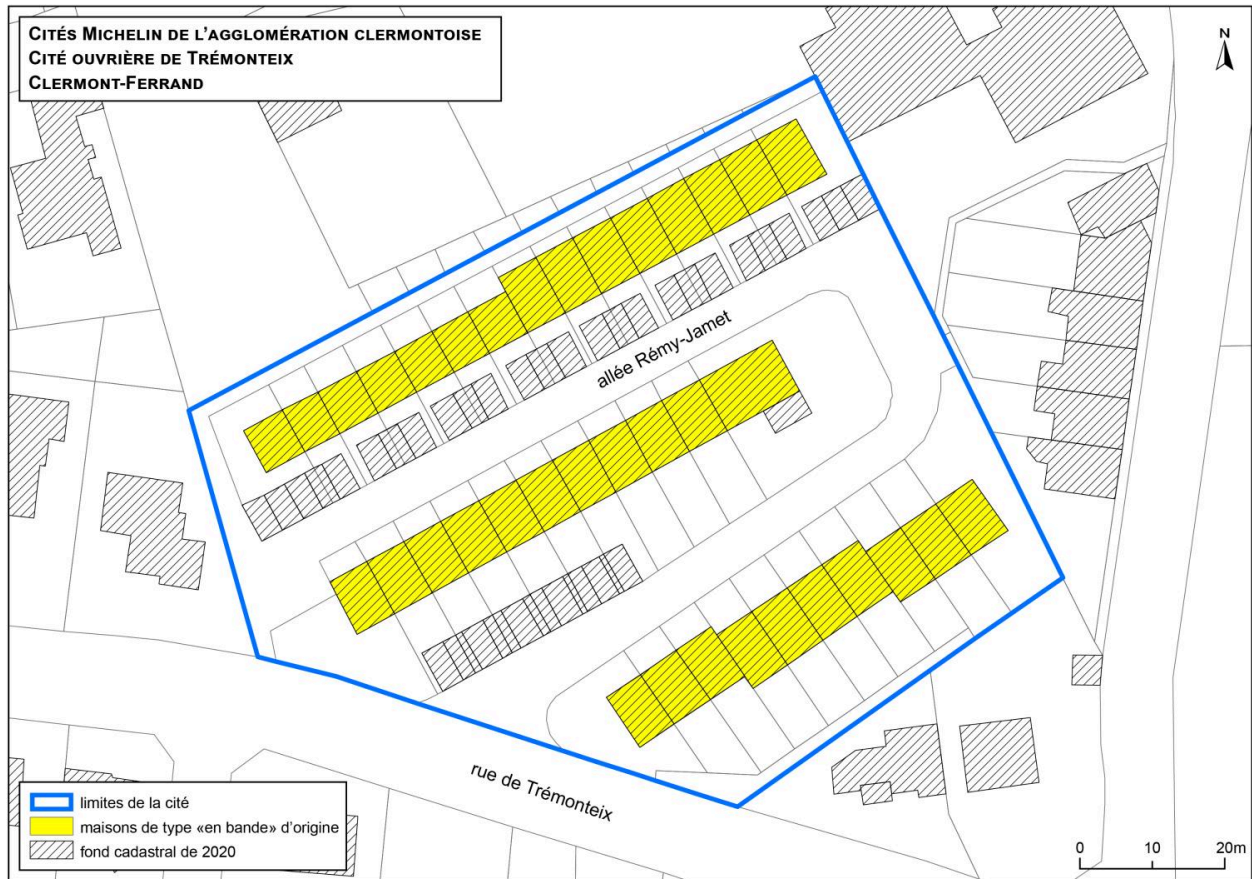 CITÉS MICHELIN DE L'AGGLOMÉRATION CLERMONTOISE
CITÉ OUVRIÈRE DE TRÉMONTEIX
CLERMONT-FERRAND
N
allée Rémy-Jamet
rue de Trémonteix
limites de la cité
maisons de type «en bande» d'origine
fond cadastral de 2020
0 10 20m